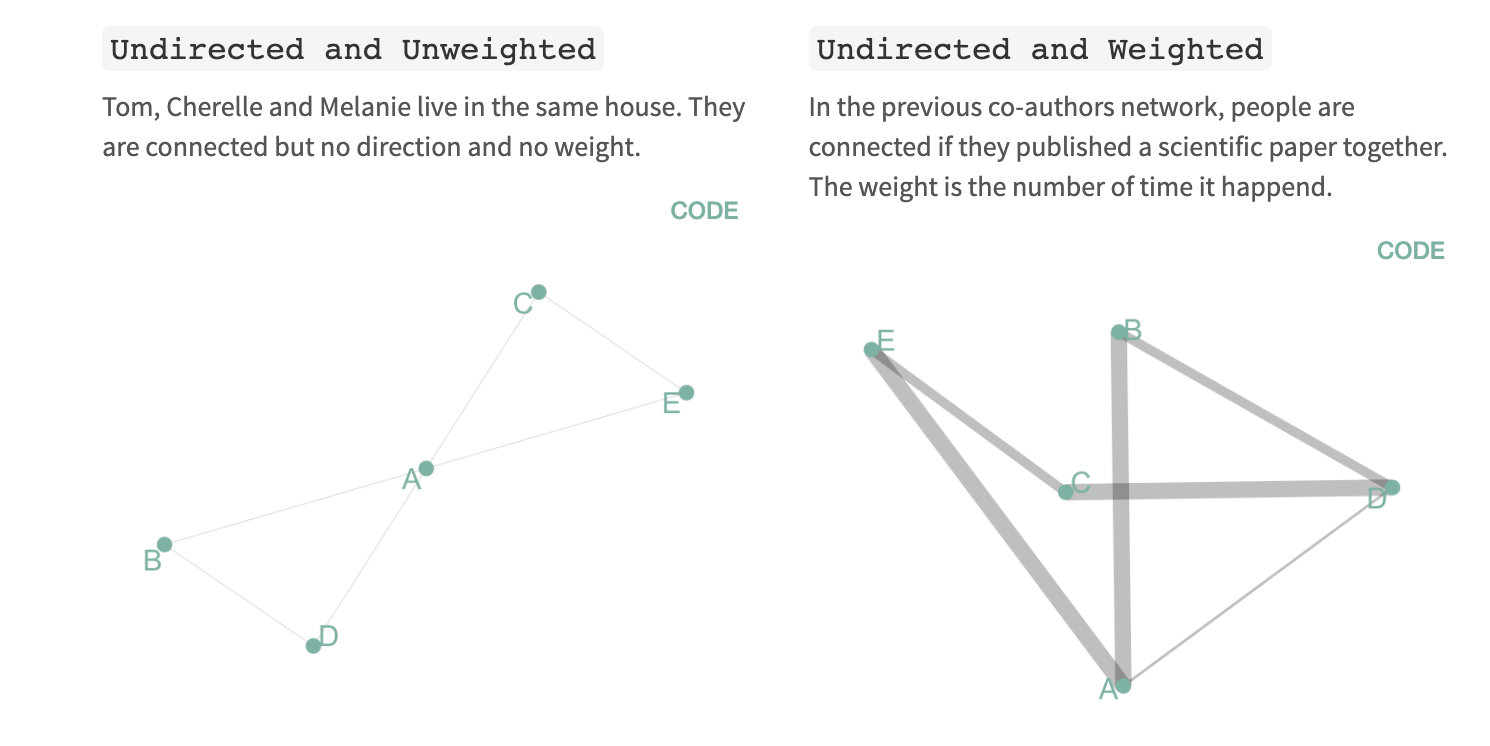 Undirected and Unweighted
Tom, Cherelle and Melanie live in the same house. They
are connected but no direction and no weight.
CODE
C
E
A
B
D
Undirected and Weighted
In the previous co-authors network, people are
connected if they published a scientific paper together.
The weight is the number of time it happend.
CODE
B
E
C
D
A